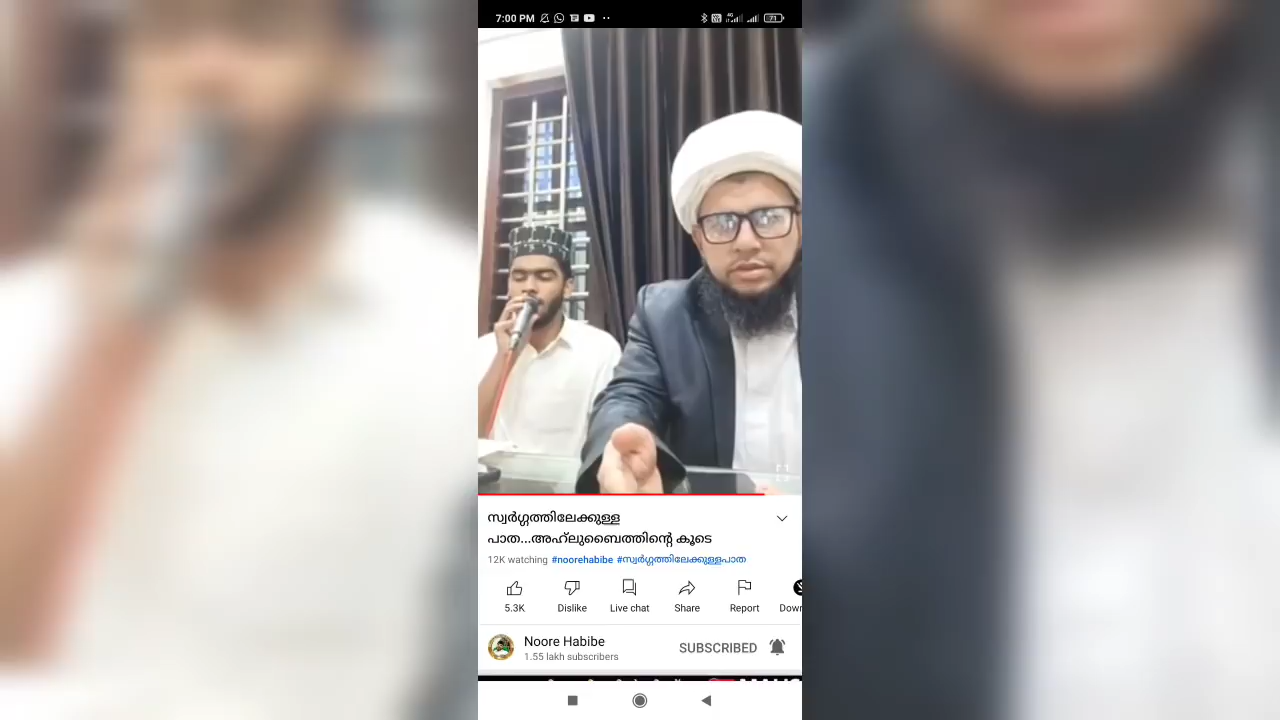 7:00 PM
71
സ്വർഗ്ഗത്തിലേക്കുള്ള
പാത...അഹ്ലുബൈത്തിന്റെ കൂടെ
12K watching #noorehabibe #സ്വർഗ്ഗത്തിലേക്കുള്ളപാത
5.3K Dislike Live chat Share Report
Noore Habibe
SUBSCRIBED
1.55 lakh subscribers